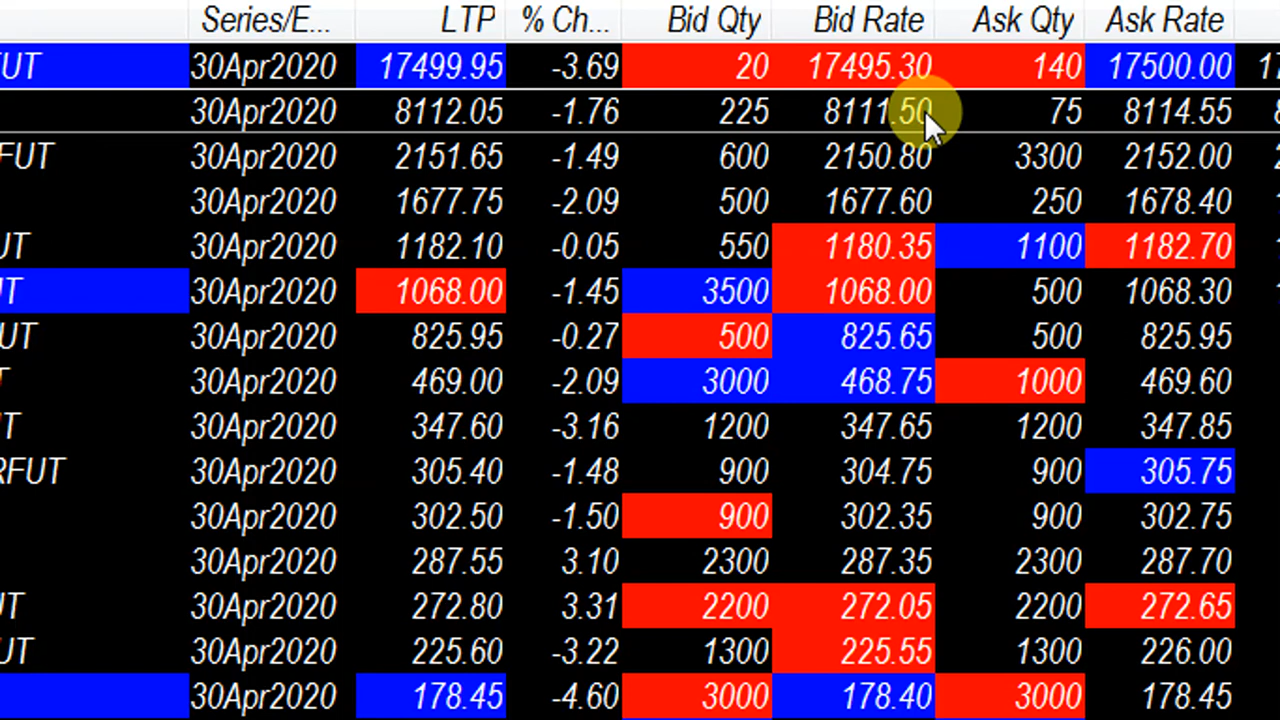 Series/E... LTP % Ch... Bid Qty Bid Rate Ask Qty Ask Rate
UT 30Apr2020 17499.95 -3.69 20 17495.30 140 17500.00 17
30Apr2020 8112.05 -1.76 225 8111.50 75 8114.55
FUT 30Apr2020 2151.65 -1.49 600 2150.80 3300 2152.00
30Apr2020 1677.75 -2.09 500 1677.60 250 1678.40
UT 30Apr2020 1182.10 -0.05 550 1180.35 1100 1182.70
UT 30Apr2020 1068.00 -1.45 3500 1068.00 500 1068.30
UT 30Apr2020 825.95 -0.27 500 825.65 500 825.95
T 30Apr2020 469.00 -2.09 3000 468.75 1000 469.60
UT 30Apr2020 347.60 -3.16 1200 347.65 1200 347.85
RFUT 30Apr2020 305.40 -1.48 900 304.75 900 305.75
30Apr2020 302.50 -1.50 900 302.35 900 302.75
30Apr2020 287.55 3.10 2300 287.35 2300 287.70
UT 30Apr2020 272.80 3.31 2200 272.05 2200 272.65
UT 30Apr2020 225.60 -3.22 1300 225.55 1300 226.00
30Apr2020 178.45 -4.60 3000 178.40 3000 178.45